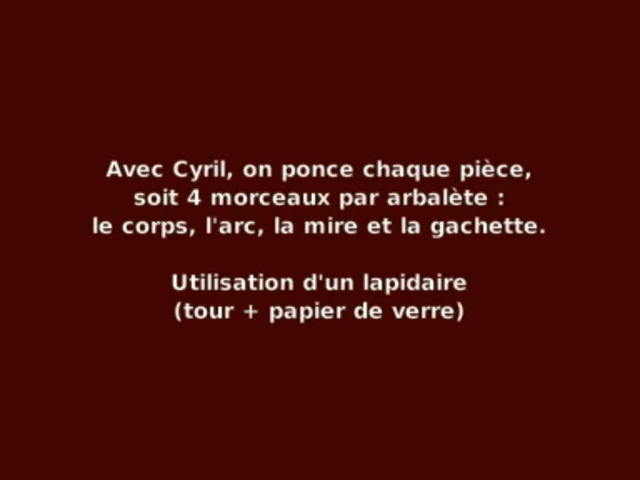 Avec Cyril, on ponce chaque pièce,
soit 4 morceaux par arbalète :
le corps, l'arc, la mire et la gachette.
Utilisation d'un lapidaire
(tour + papier de verre)